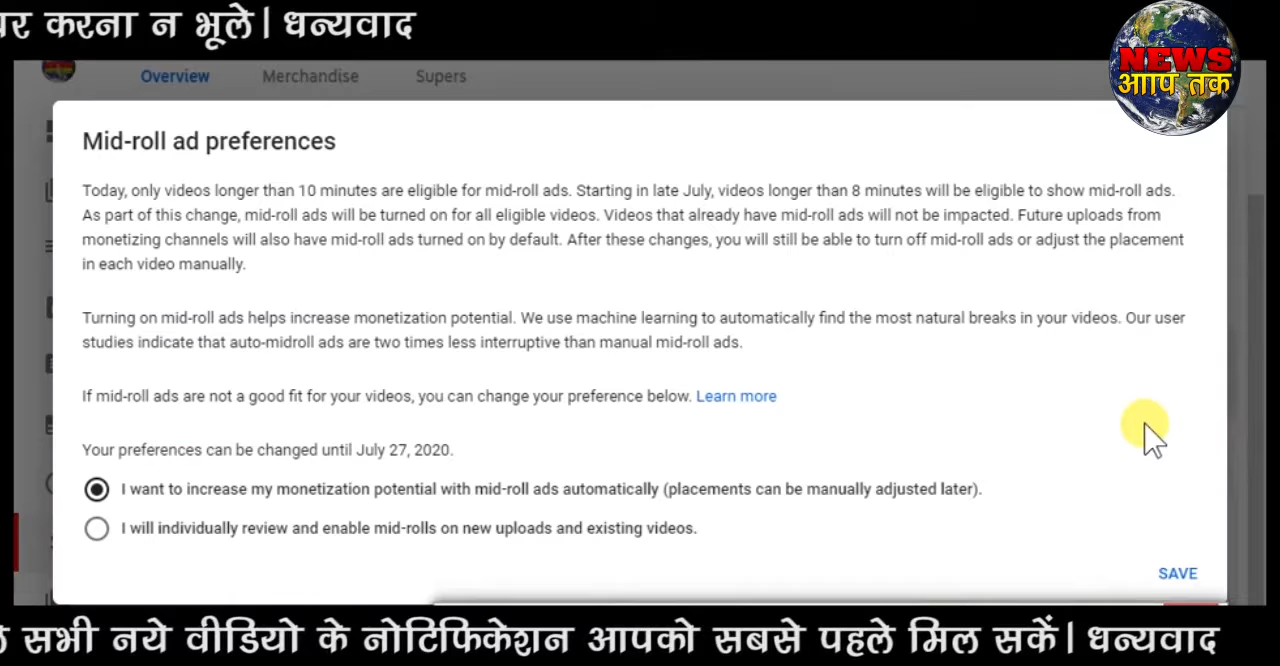 पर करना न भूले| धन्यवाद
NEWS
आाप तक
Overview Merchandise Supers
Mid-roll ad preferences
Today, only videos longer than 10 minutes are eligible for mid-roll ads. Starting in late July, videos longer than 8 minutes will be eligible to show mid-roll ads.
As part of this change, mid-roll ads will be turned on for all eligible videos. Videos that already have mid-roll ads will not be impacted. Future uploads from
monetizing channels will also have mid-roll ads turned on by default. After these changes, you will still be able to turn off mid-roll ads or adjust the placement
in each video manually.
Turning on mid-roll ads helps increase monetization potential. We use machine learning to automatically find the most natural breaks in your videos. Our user
studies indicate that auto-midroll ads are two times less interruptive than manual mid-roll ads.
If mid-roll ads are not a good fit for your videos, you can change your preference below. Learn more
Your preferences can be changed until July 27, 2020.
I want to increase my monetization potential with mid-roll ads automatically (placements can be manually adjusted later).
I will individually review and enable mid-rolls on new uploads and existing videos.
SAVE
सभी नये वीडियो के नोटिफिकेशन आपको सबसे पहले मिल सकें| धन्यवाद